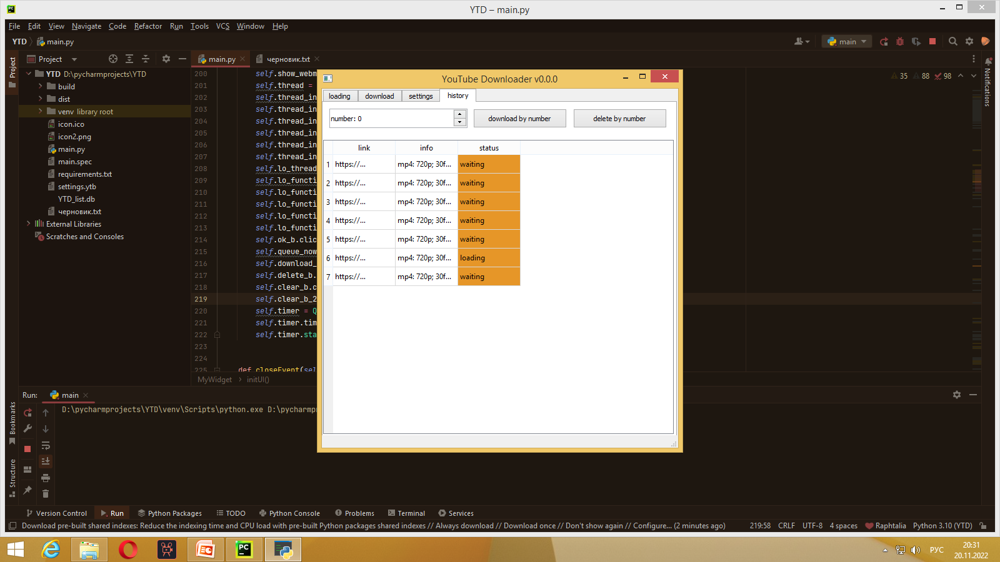 YTD – main.py
File Edit View Navigate Code Refactor Run Tools VCS Window Help
YTD main.py main
Project main.py черновик.txt
YTD D:\pycharmprojects\YTD
build
dist
venv library root
icon.ico
icon2.png
main.py
main.spec
requirements.txt
settings.ytb
YTD_list.db
черновик.txt
External Libraries
Scratches and Consoles
Project
Bookmarks
Structure
Notifications
35 88 98
200 self.show_webm
201 self.thread =
202 self.thread_in
203 self.thread_in
204 self.thread_in
205 self.thread_in
206 self.thread_in
207 self.thread_in
208 self.lo_thread
209 self.lo_functi
210 self.lo_functi
211 self.lo_functi
212 self.lo_functi
213 self.lo_functi
214 self.ok_b.clic
215 self.queue_now
216 self.download_
217 self.delete_b.
218 self.clear_b.c
219 self.clear_b_2
220 self.timer = Q
221 self.timer.tim
222 self.timer.sta
223
224
225 def closeEvent(sel
MyWidget initUI()
YouTube Downloader v0.0.0
loading download settings history
number: 0 download by number delete by number
link info status
1 https://... mp4: 720p; 30f... waiting
2 https://... mp4: 720p; 30f... waiting
3 https://... mp4: 720p; 30f... waiting
4 https://... mp4: 720p; 30f... waiting
5 https://... mp4: 720p; 30f... waiting
6 https://... mp4: 720p; 30f... loading
7 https://... mp4: 720p; 30f... waiting
Run: main
D:\pycharmprojects\YTD\venv\Scripts\python.exe D:\pycharmpr
Version Control Run Python Packages TODO Python Console Problems Terminal Services
Download pre-built shared indexes: Reduce the indexing time and CPU load with pre-built Python packages shared indexes // Always download // Download once // Don't show again // Configure... (2 minutes ago) 219:58 CRLF UTF-8 4 spaces Raphtalia Python 3.10 (YTD)
РУС 20:31
20.11.2022